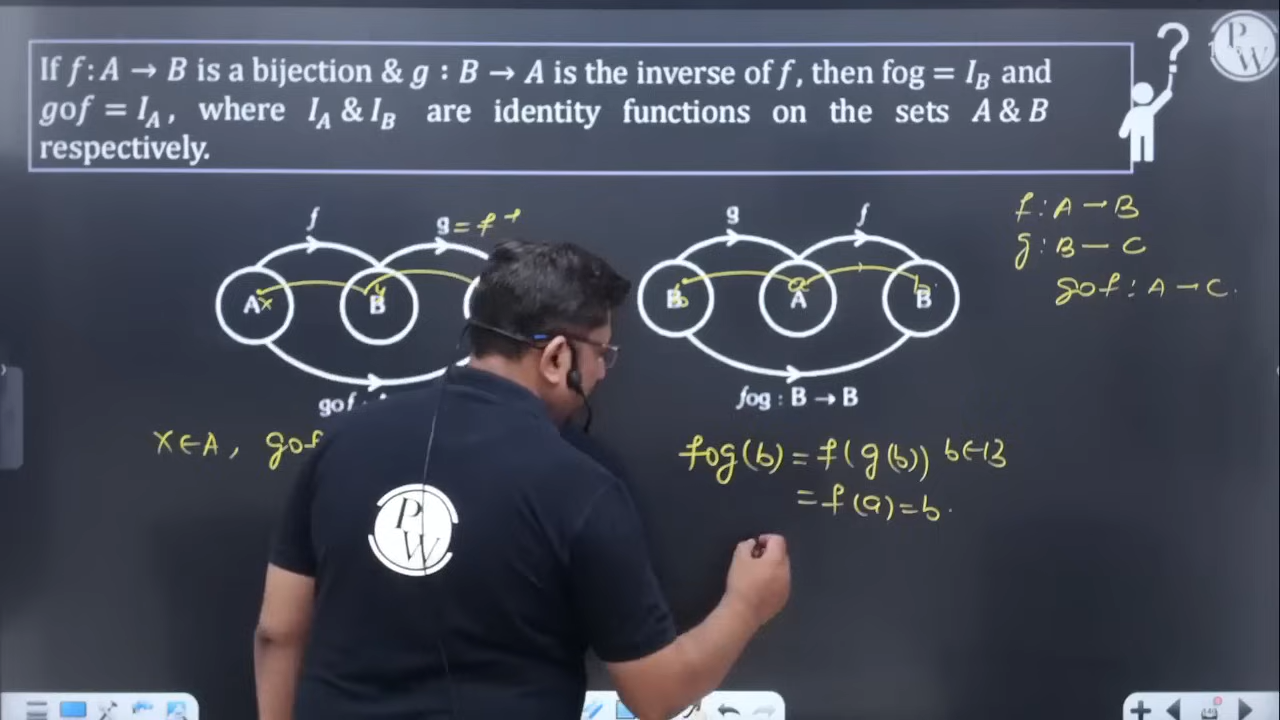 If f : A → B is a bijection & g : B → A is the inverse of f, then fog = I_B and
gof = I_A, where I_A & I_B are identity functions on the sets A & B
respectively.
?
P
W
f
g = f⁻¹
A x
B y
g
f
B b
A a
B b
f : A → B
g : B → C
gof : A → C.
gof :
fog : B → B
x ∈ A, gof
fog(b) = f(g(b)) b ∈ B
= f(a) = b.
P
W